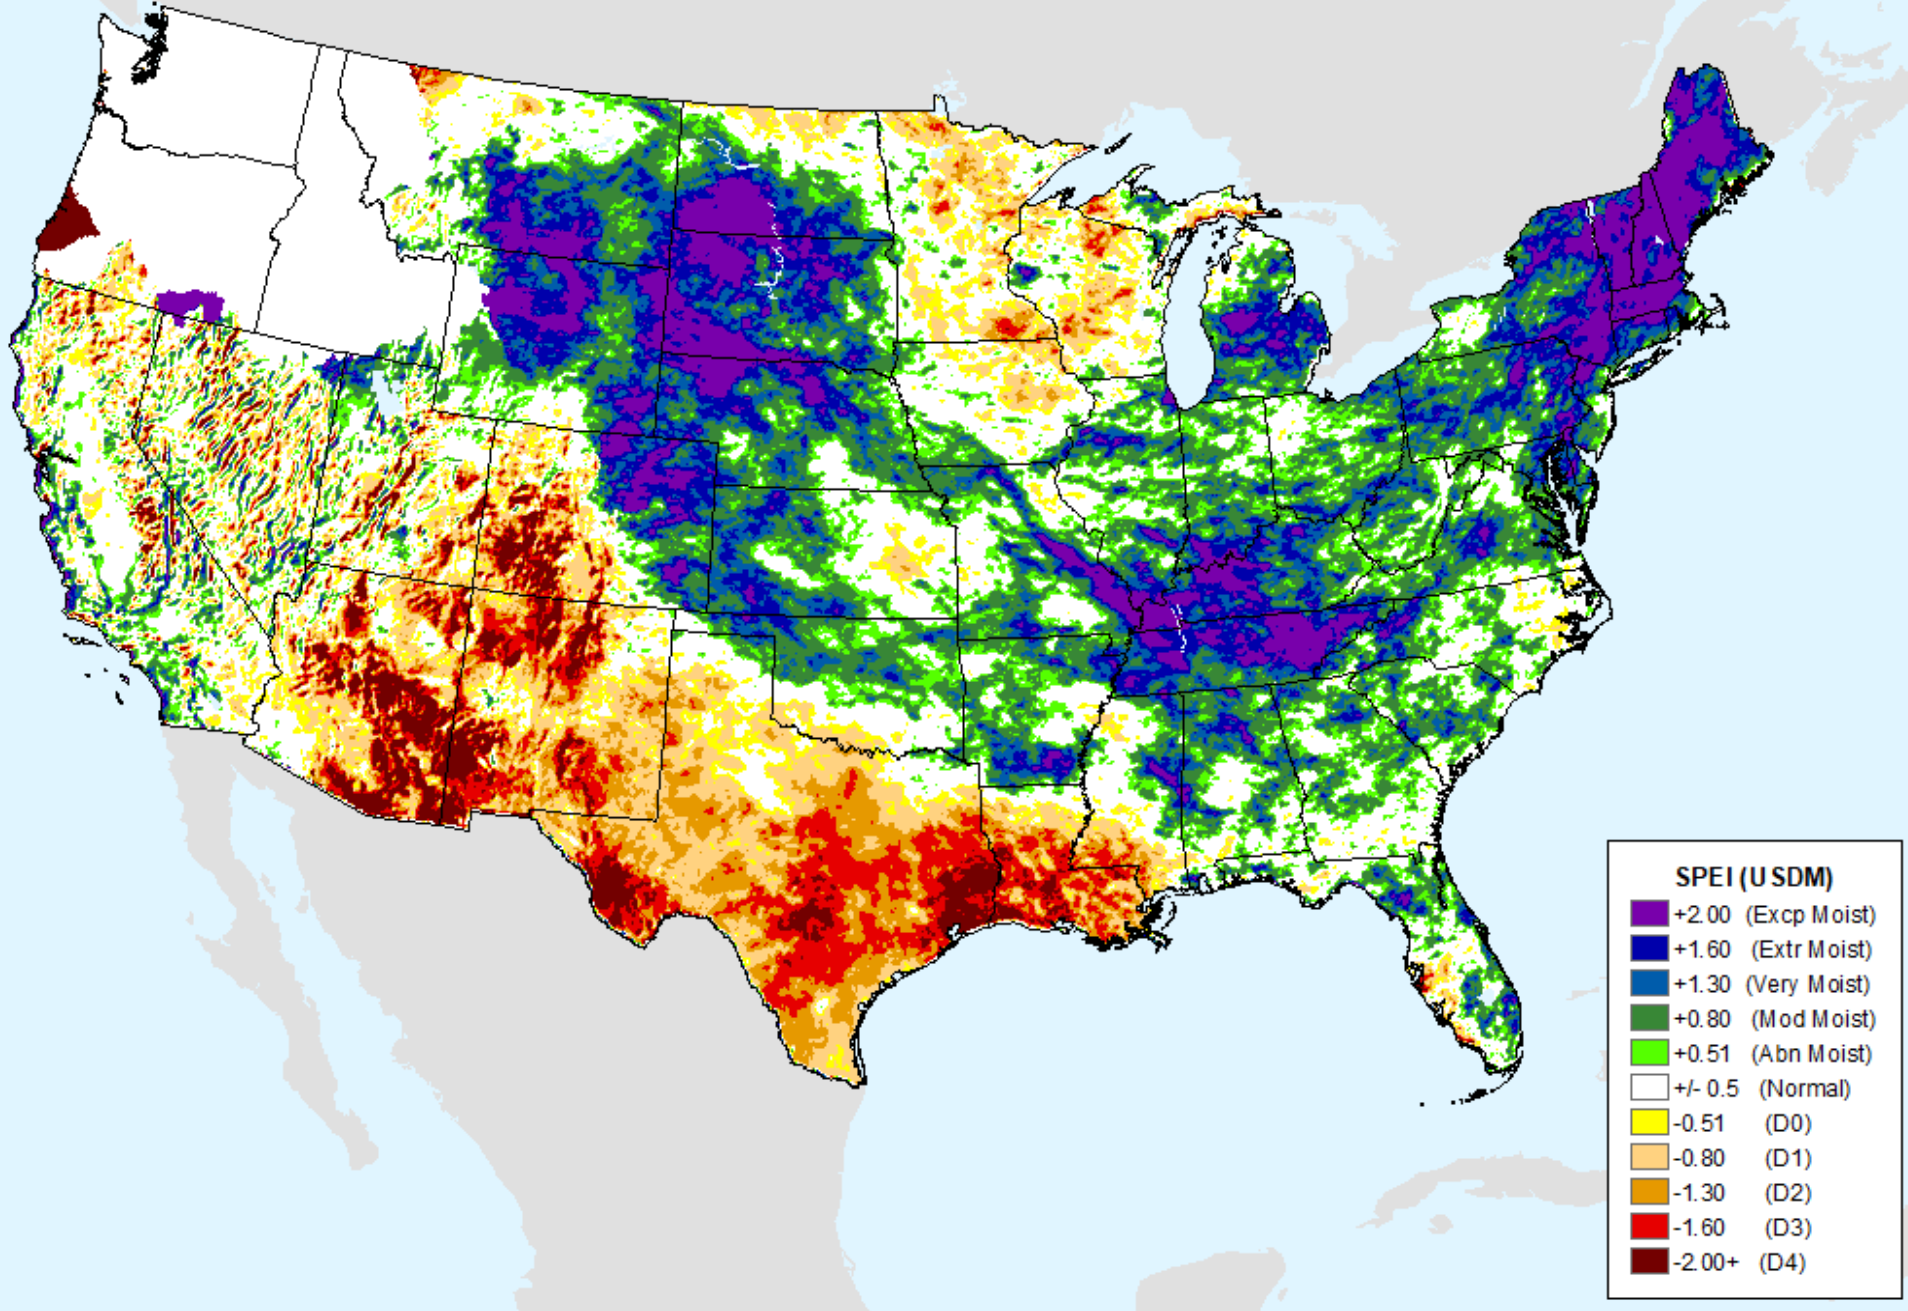 SPEI (USDM)
+2.00 (Excp Moist)
+1.60 (Extr Moist)
+1.30 (Very Moist)
+0.80 (Mod Moist)
+0.51 (Abn Moist)
+/- 0.5 (Normal)
-0.51 (D0)
-0.80 (D1)
-1.30 (D2)
-1.60 (D3)
-2.00+ (D4)